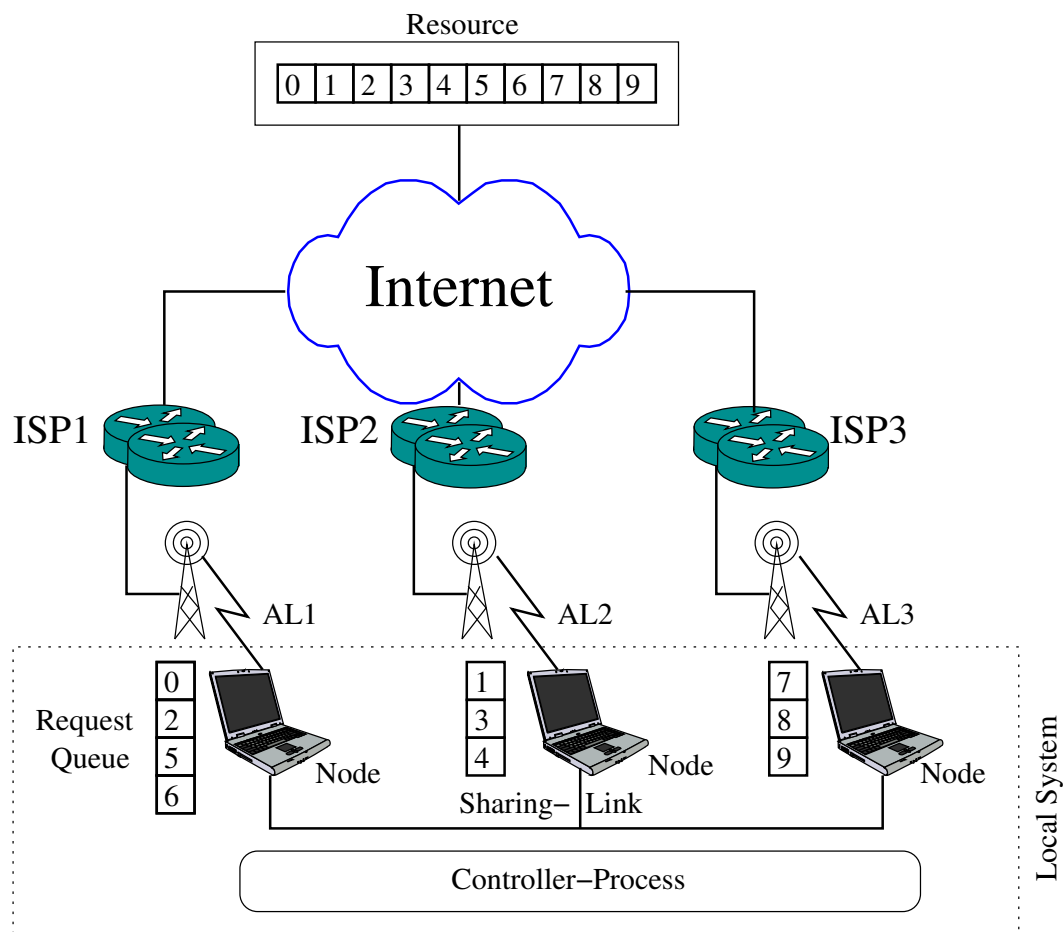 Resource
0 1 2 3 4 5 6 7 8 9
Internet
ISP1
ISP2
ISP3
AL1
AL2
AL3
Request
Queue
0
2
5
6
Node
1
3
4
Node
7
8
9
Node
Sharing− Link
Controller−Process
Local System